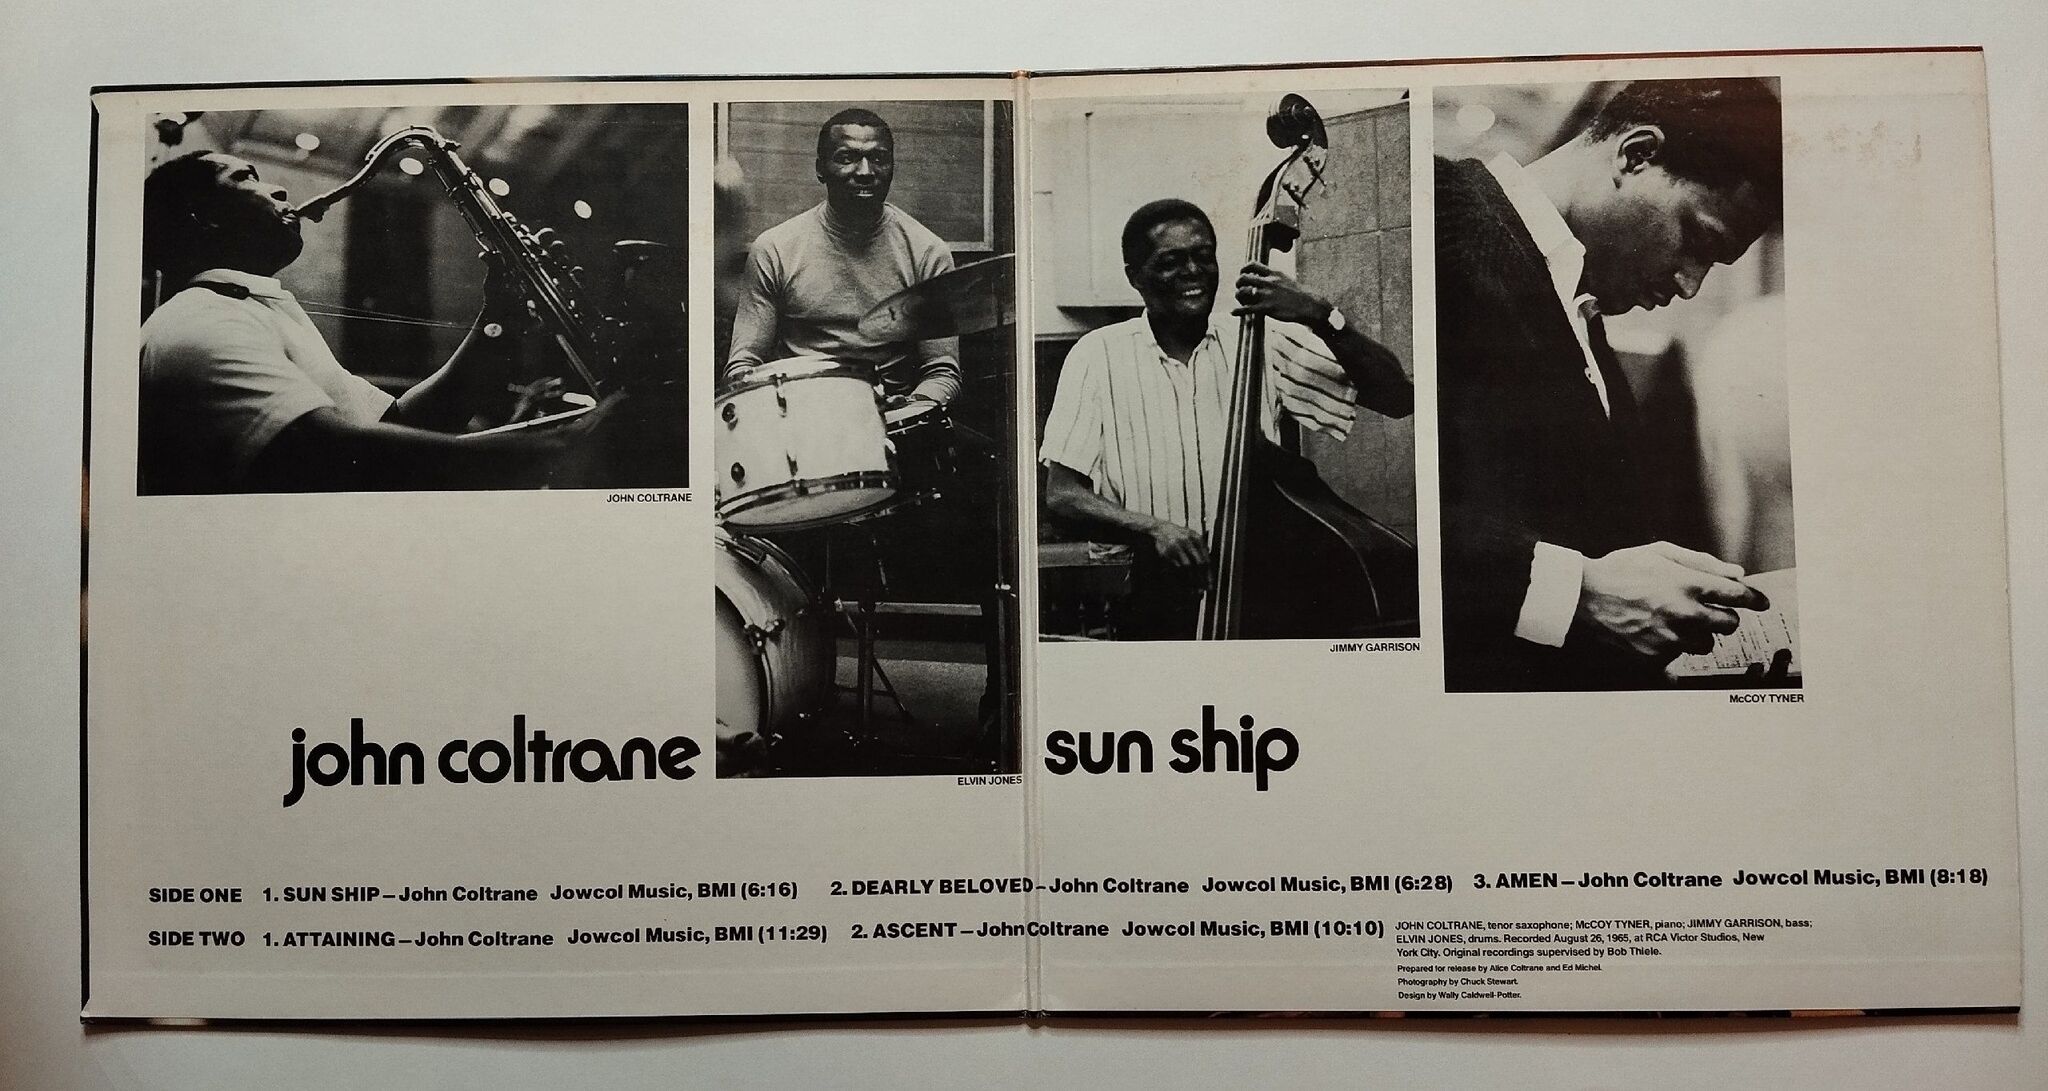 JOHN COLTRANE
JIMMY GARRISON
McCOY TYNER
ELVIN JONES
john coltrane
sun ship
SIDE ONE 1. SUN SHIP—John Coltrane Jowcol Music, BMI (6:16) 2. DEARLY BELOVED—John Coltrane Jowcol Music, BMI (6:28) 3. AMEN—John Coltrane Jowcol Music, BMI (8:18)
SIDE TWO 1. ATTAINING—John Coltrane Jowcol Music, BMI (11:29) 2. ASCENT—John Coltrane Jowcol Music, BMI (10:10)
JOHN COLTRANE, tenor saxophone; McCOY TYNER, piano; JIMMY GARRISON, bass;
ELVIN JONES, drums. Recorded August 26, 1965, at RCA Victor Studios, New
York City. Original recordings supervised by Bob Thiele.
Prepared for release by Alice Coltrane and Ed Michel.
Photography by Chuck Stewart.
Design by Wally Caldwell-Potter.